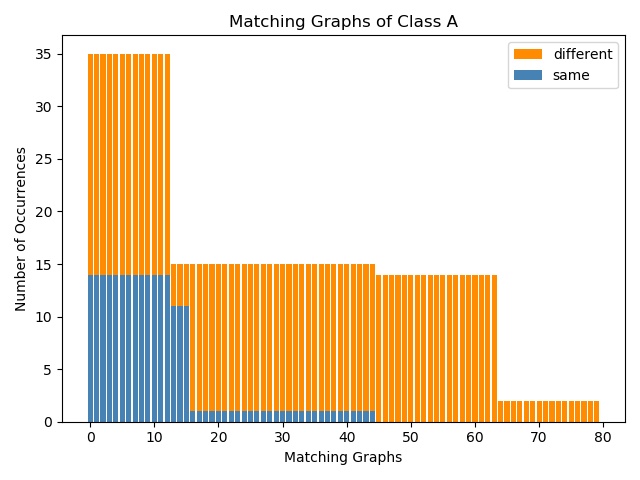 Matching Graphs of Class A
different
same
Number of Occurrences
35
30
25
20
15
10
5
0
0 10 20 30 40 50 60 70 80
Matching Graphs